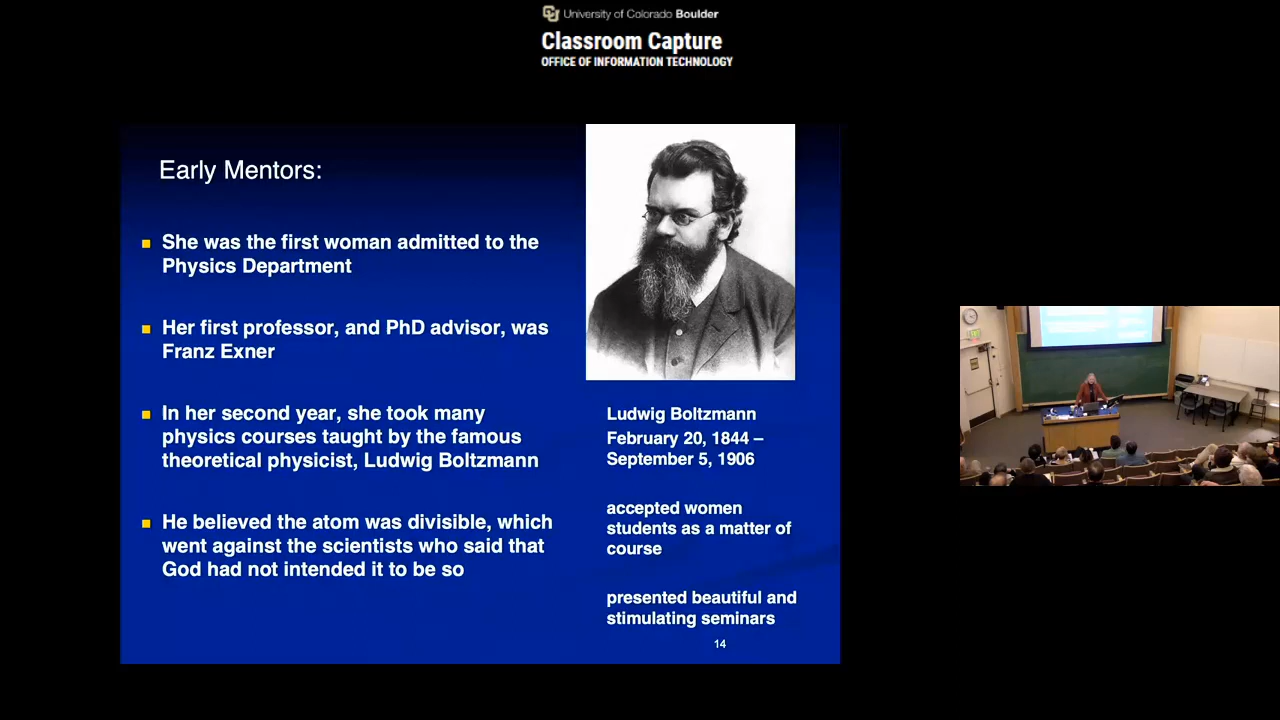 University of Colorado Boulder
Classroom Capture
OFFICE OF INFORMATION TECHNOLOGY
Early Mentors:
She was the first woman admitted to the
Physics Department
Her first professor, and PhD advisor, was
Franz Exner
In her second year, she took many
physics courses taught by the famous
theoretical physicist, Ludwig Boltzmann
He believed the atom was divisible, which
went against the scientists who said that
God had not intended it to be so
Ludwig Boltzmann
February 20, 1844 –
September 5, 1906
accepted women
students as a matter of
course
presented beautiful and
stimulating seminars
14